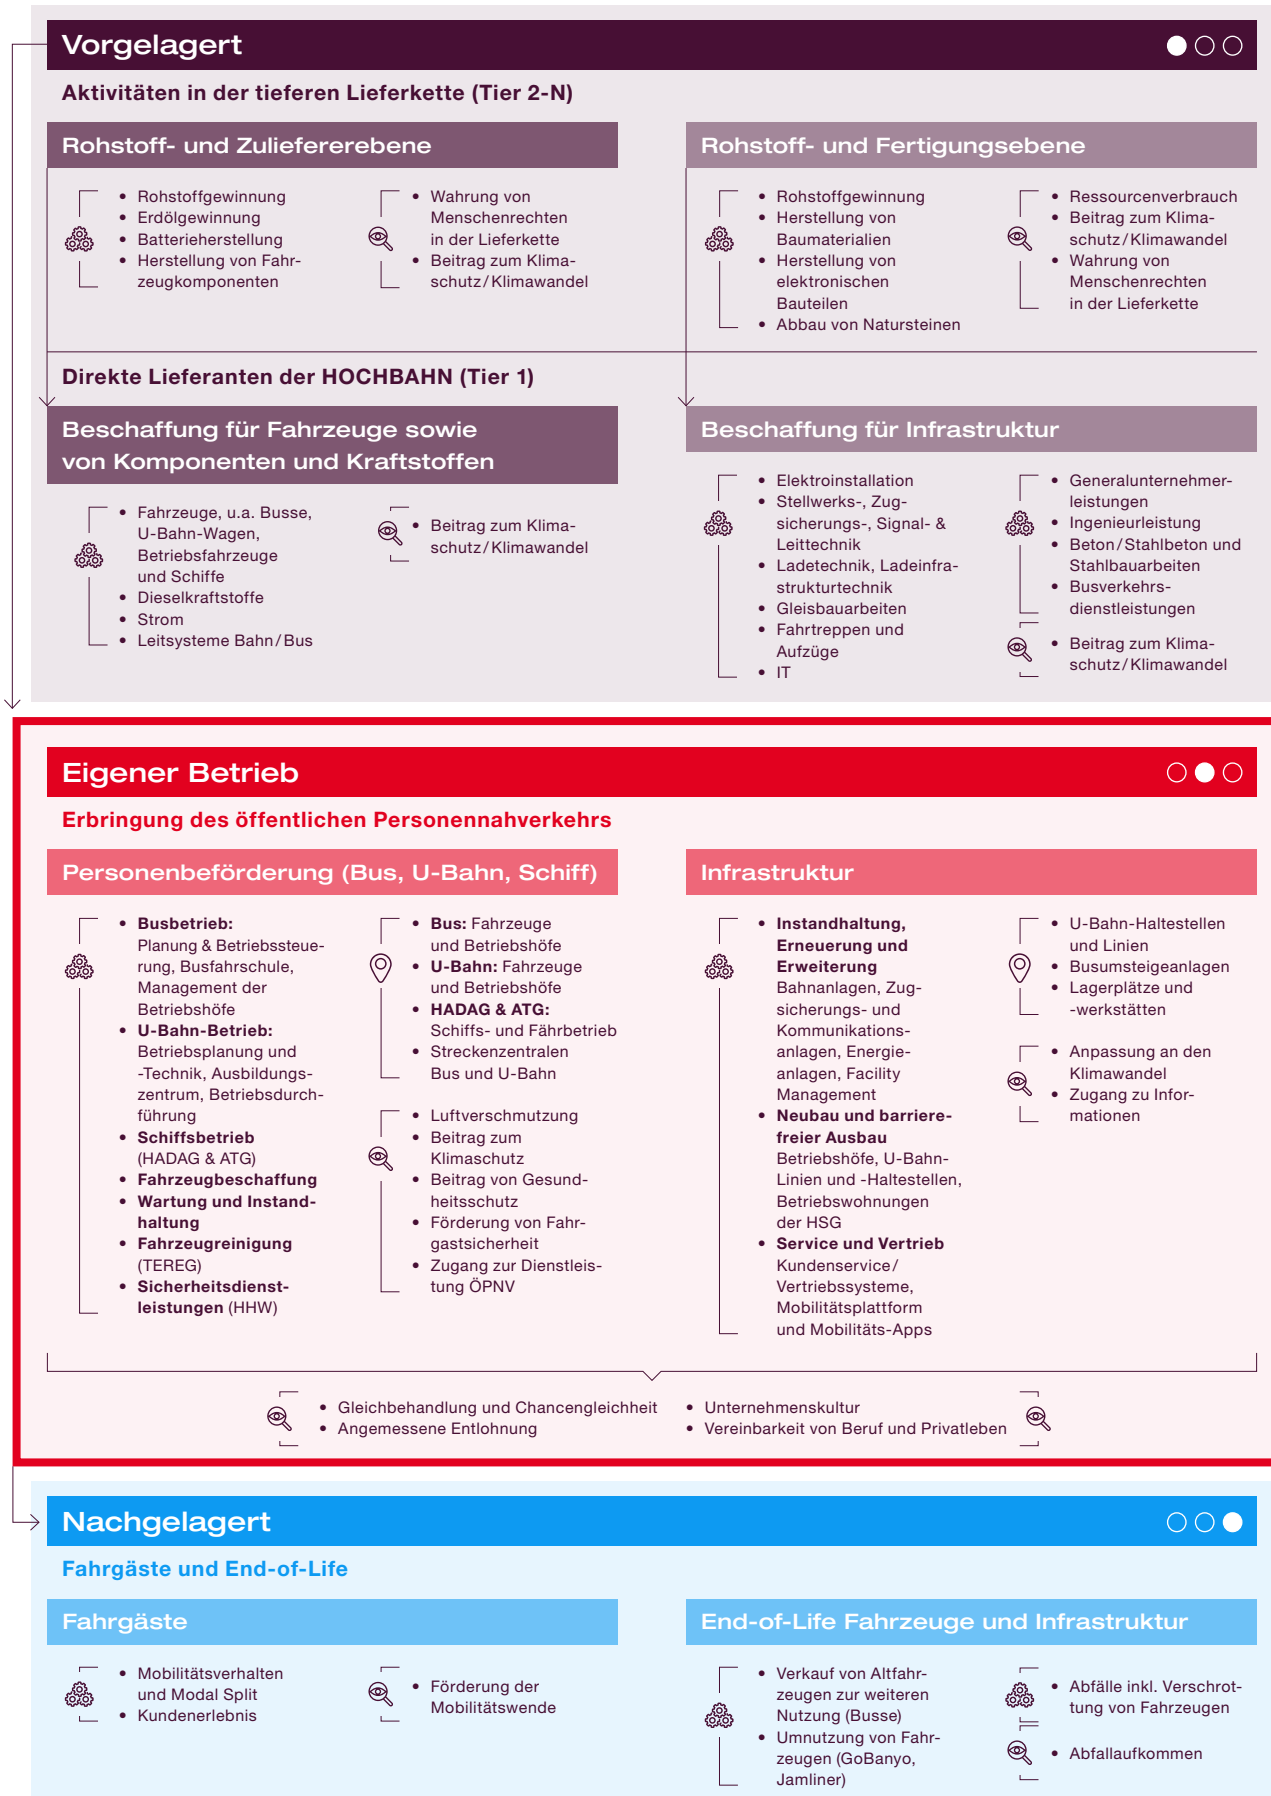 Vorgelagert
Aktivitäten in der tieferen Lieferkette (Tier 2-N)
Rohstoff- und Zuliefererebene
• Rohstoffgewinnung
• Erdölgewinnung
• Batterieherstellung
• Herstellung von Fahr-
zeugkomponenten
• Wahrung von
Menschenrechten
in der Lieferkette
• Beitrag zum Klima-
schutz/Klimawandel
Rohstoff- und Fertigungsebene
• Rohstoffgewinnung
• Herstellung von
Baumaterialien
• Herstellung von
elektronischen
Bauteilen
• Abbau von Natursteinen
• Ressourcenverbrauch
• Beitrag zum Klima-
schutz/Klimawandel
• Wahrung von
Menschenrechten
in der Lieferkette
Direkte Lieferanten der HOCHBAHN (Tier 1)
Beschaffung für Fahrzeuge sowie
von Komponenten und Kraftstoffen
• Fahrzeuge, u.a. Busse,
U-Bahn-Wagen,
Betriebsfahrzeuge
und Schiffe
• Dieselkraftstoffe
• Strom
• Leitsysteme Bahn/Bus
• Beitrag zum Klima-
schutz/Klimawandel
Beschaffung für Infrastruktur
• Elektroinstallation
• Stellwerks-, Zug-
sicherungs-, Signal- &
Leittechnik
• Ladetechnik, Ladeinfra-
strukturtechnik
• Gleisbauarbeiten
• Fahrtreppen und
Aufzüge
• IT
• Generalunternehmer-
leistungen
• Ingenieurleistung
• Beton/Stahlbeton und
Stahlbauarbeiten
• Busverkehrs-
dienstleistungen
• Beitrag zum Klima-
schutz/Klimawandel
Eigener Betrieb
Erbringung des öffentlichen Personennahverkehrs
Personenbeförderung (Bus, U-Bahn, Schiff)
• Busbetrieb:
Planung & Betriebssteue-
rung, Busfahrschule,
Management der
Betriebshöfe
• U-Bahn-Betrieb:
Betriebsplanung und
-Technik, Ausbildungs-
zentrum, Betriebsdurch-
führung
• Schiffsbetrieb
(HADAG & ATG)
• Fahrzeugbeschaffung
• Wartung und Instand-
haltung
• Fahrzeugreinigung
(TEREG)
• Sicherheitsdienst-
leistungen (HHW)
• Bus: Fahrzeuge
und Betriebshöfe
• U-Bahn: Fahrzeuge
und Betriebshöfe
• HADAG & ATG:
Schiffs- und Fährbetrieb
• Streckenzentralen
Bus und U-Bahn
• Luftverschmutzung
• Beitrag zum
Klimaschutz
• Beitrag von Gesund-
heitsschutz
• Förderung von Fahr-
gastsicherheit
• Zugang zur Dienstleis-
tung ÖPNV
Infrastruktur
• Instandhaltung,
Erneuerung und
Erweiterung
Bahnanlagen, Zug-
sicherungs- und
Kommunikations-
anlagen, Energie-
anlagen, Facility
Management
• Neubau und barriere-
freier Ausbau
Betriebshöfe, U-Bahn-
Linien und -Haltestellen,
Betriebswohnungen
der HSG
• Service und Vertrieb
Kundenservice/
Vertriebssysteme,
Mobilitätsplattform
und Mobilitäts-Apps
• U-Bahn-Haltestellen
und Linien
• Busumsteigeanlagen
• Lagerplätze und
-werkstätten
• Anpassung an den
Klimawandel
• Zugang zu Infor-
mationen
• Gleichbehandlung und Chancengleichheit
• Angemessene Entlohnung
• Unternehmenskultur
• Vereinbarkeit von Beruf und Privatleben
Nachgelagert
Fahrgäste und End-of-Life
Fahrgäste
• Mobilitätsverhalten
und Modal Split
• Kundenerlebnis
• Förderung der
Mobilitätswende
End-of-Life Fahrzeuge und Infrastruktur
• Verkauf von Altfahr-
zeugen zur weiteren
Nutzung (Busse)
• Umnutzung von Fahr-
zeugen (GoBanyo,
Jamliner)
• Abfälle inkl. Verschrot-
tung von Fahrzeugen
• Abfallaufkommen